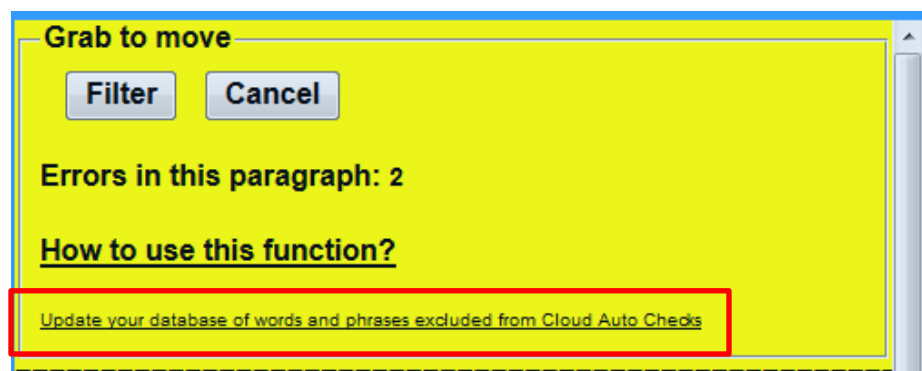 Grab to move
Filter Cancel
Errors in this paragraph: 2
How to use this function?
Update your database of words and phrases excluded from Cloud Auto Checks